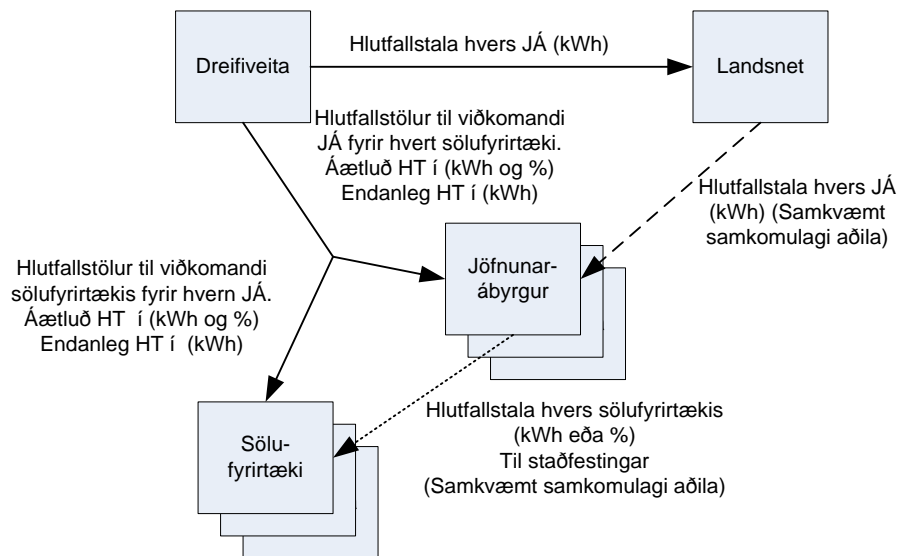 Dreifiveita
Hlutfallstala hvers JÁ (kWh)
Landsnet
Hlutfallstölur til viðkomandi
JÁ fyrir hvert sölufyrirtæki.
Áætluð HT í (kWh og %)
Endanleg HT í (kWh)
Hlutfallstala hvers JÁ
(kWh) (Samkvæmt
samkomulagi aðila)
Jöfnunar-
ábyrgur
Hlutfallstölur til viðkomandi
sölufyrirtækis fyrir hvern JÁ.
Áætluð HT í (kWh og %)
Endanleg HT í (kWh)
Hlutfallstala hvers sölufyrirtækis
(kWh eða %)
Til staðfestingar
(Samkvæmt samkomulagi aðila)
Sölu-
fyrirtæki